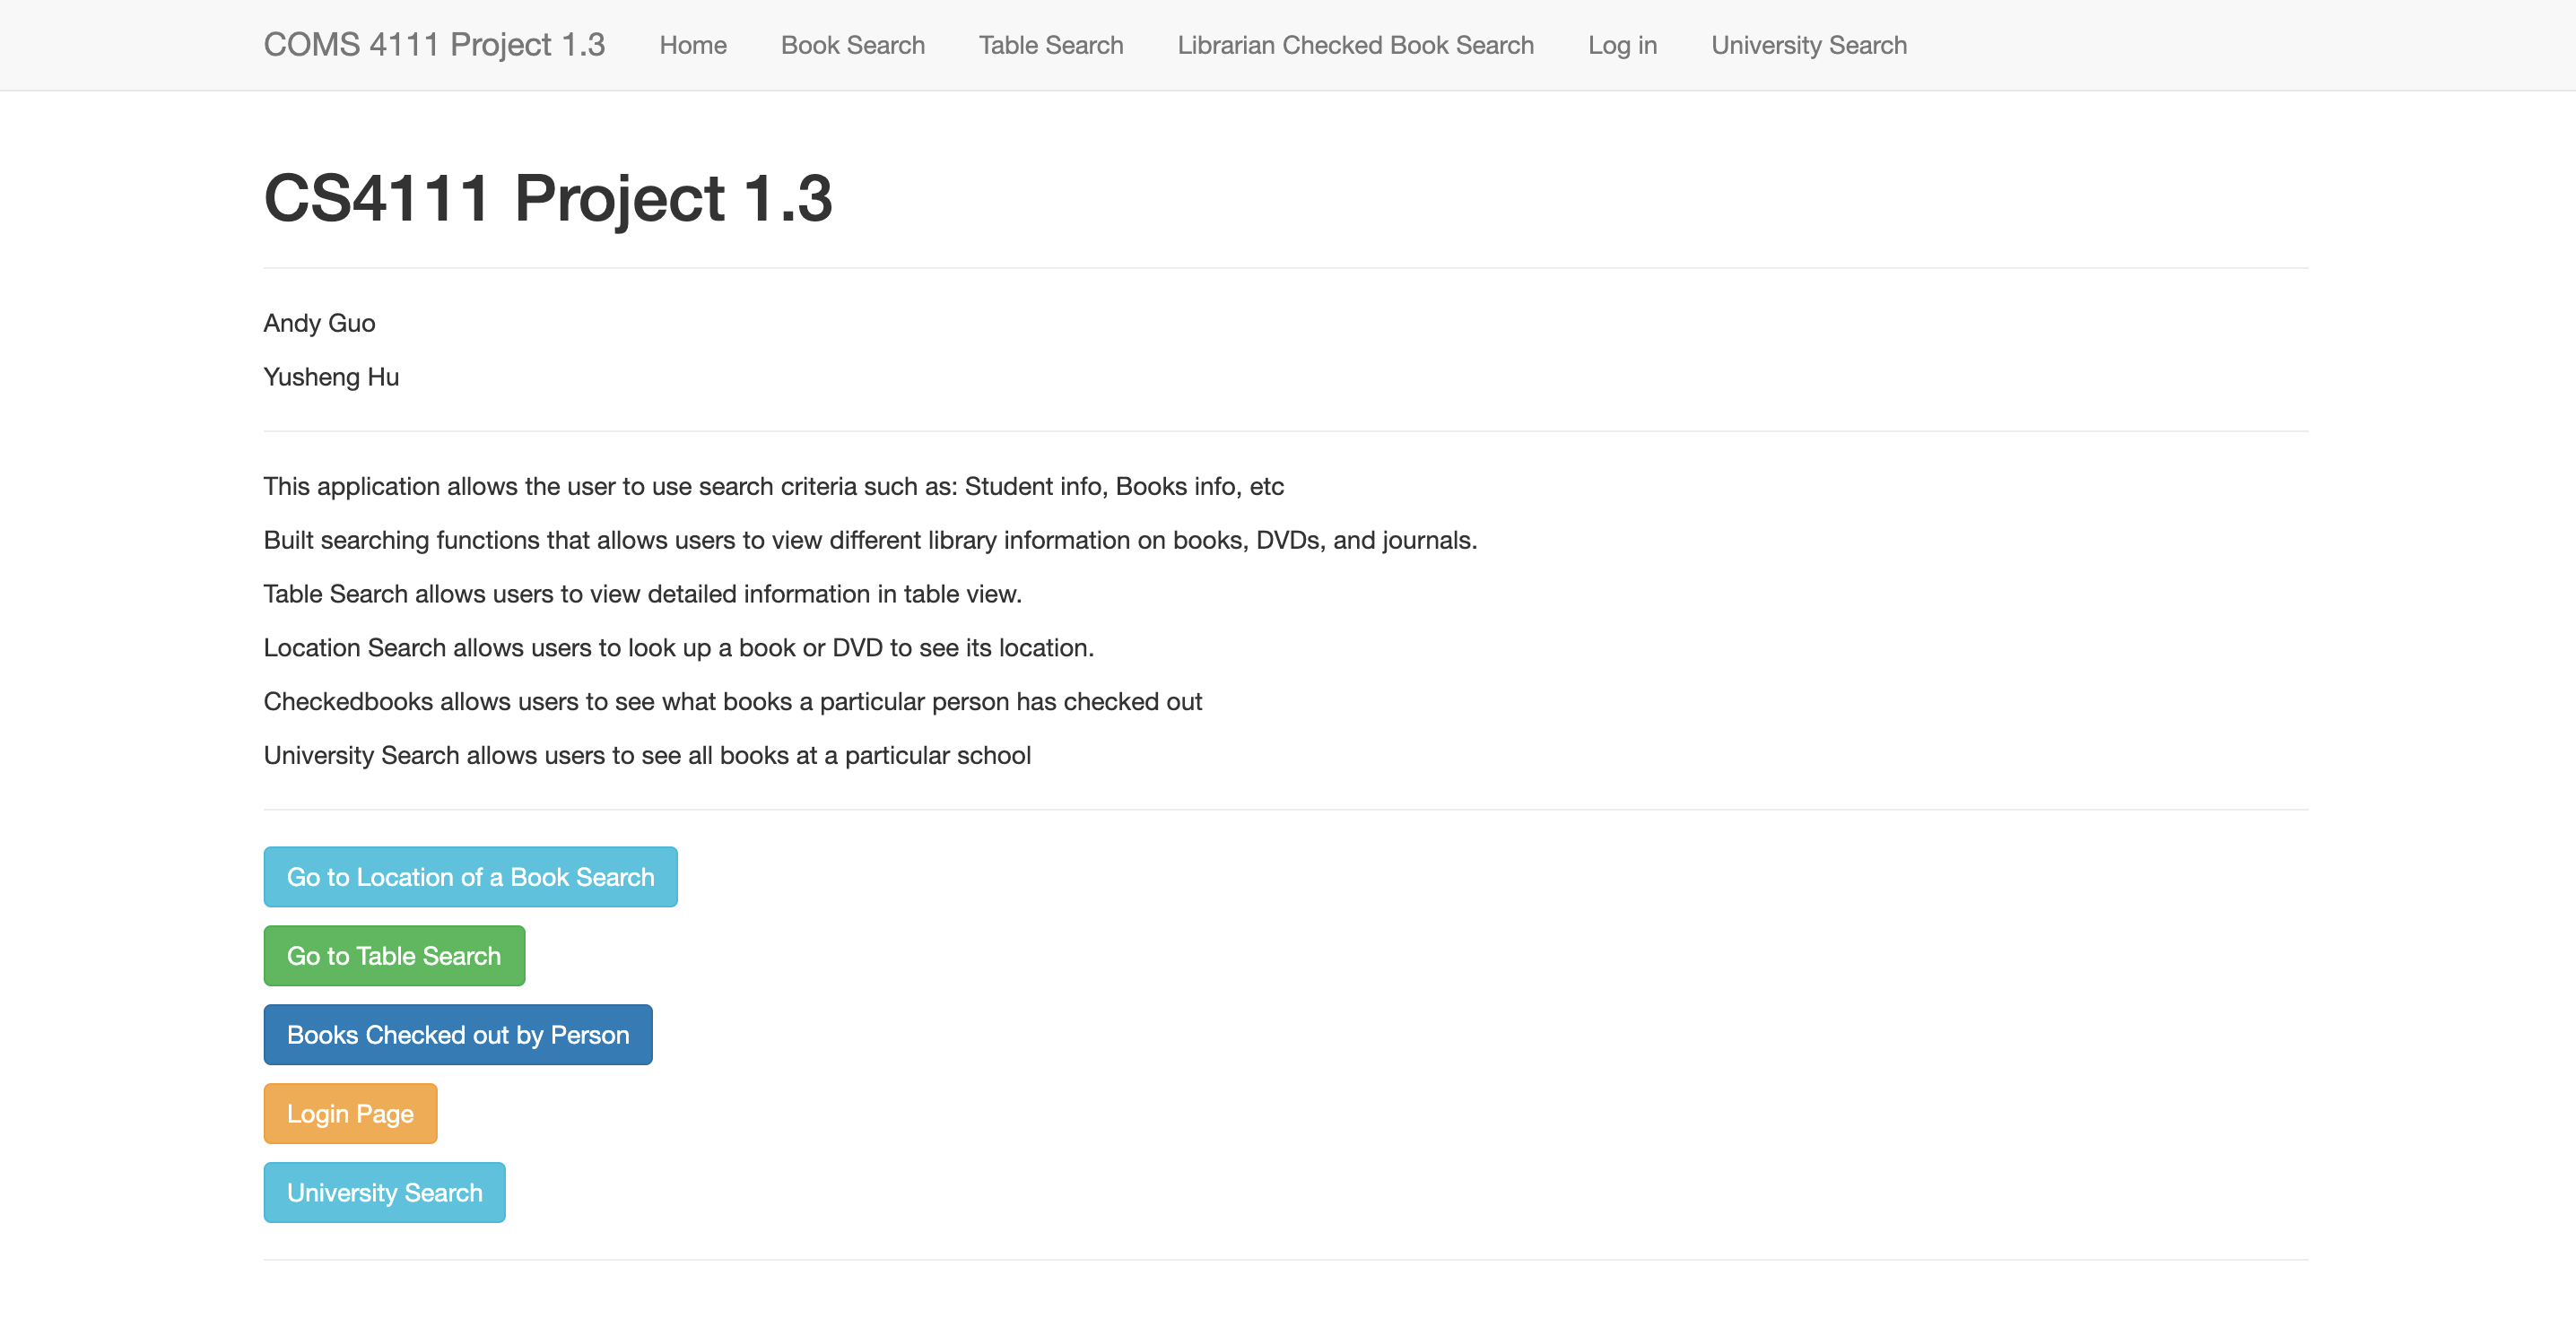 COMS 4111 Project 1.3 Home Book Search Table Search Librarian Checked Book Search Log in University Search
CS4111 Project 1.3
Andy Guo
Yusheng Hu
This application allows the user to use search criteria such as: Student info, Books info, etc
Built searching functions that allows users to view different library information on books, DVDs, and journals.
Table Search allows users to view detailed information in table view.
Location Search allows users to look up a book or DVD to see its location.
Checkedbooks allows users to see what books a particular person has checked out
University Search allows users to see all books at a particular school
Go to Location of a Book Search
Go to Table Search
Books Checked out by Person
Login Page
University Search